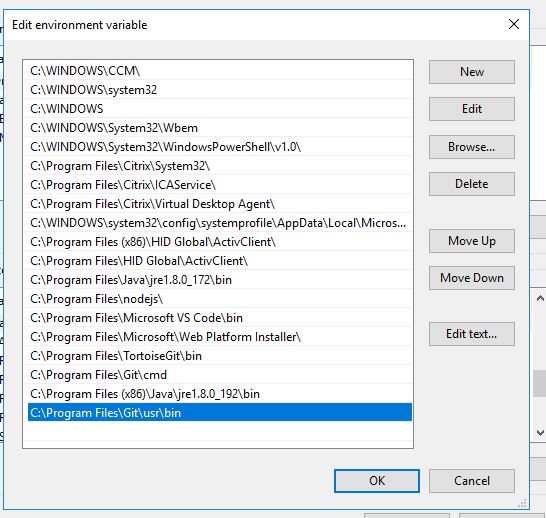 Edit environment variable
C:\WINDOWS\CCM\
New
C:\WINDOWS\system32
C:\WINDOWS
Edit
C:\WINDOWS\System32\Wbem
C:\WINDOWS\System32\WindowsPowerShell\v1.0\
Browse...
C:\Program Files\Citrix\System32\
C:\Program Files\Citrix\ICAService\
Delete
C:\Program Files\Citrix\Virtual Desktop Agent\
C:\WINDOWS\system32\config\systemprofile\AppData\Local\Micros...
C:\Program Files (x86)\HID Global\ActivClient\
Move Up
C:\Program Files\HID Global\ActivClient\
C:\Program Files\Java\jre1.8.0_172\bin
Move Down
C:\Program Files\nodejs\
C:\Program Files\Microsoft VS Code\bin
C:\Program Files\Microsoft\Web Platform Installer\
Edit text...
C:\Program Files\TortoiseGit\bin
C:\Program Files\Git\cmd
C:\Program Files (x86)\Java\jre1.8.0_192\bin
C:\Program Files\Git\usr\bin
OK
Cancel